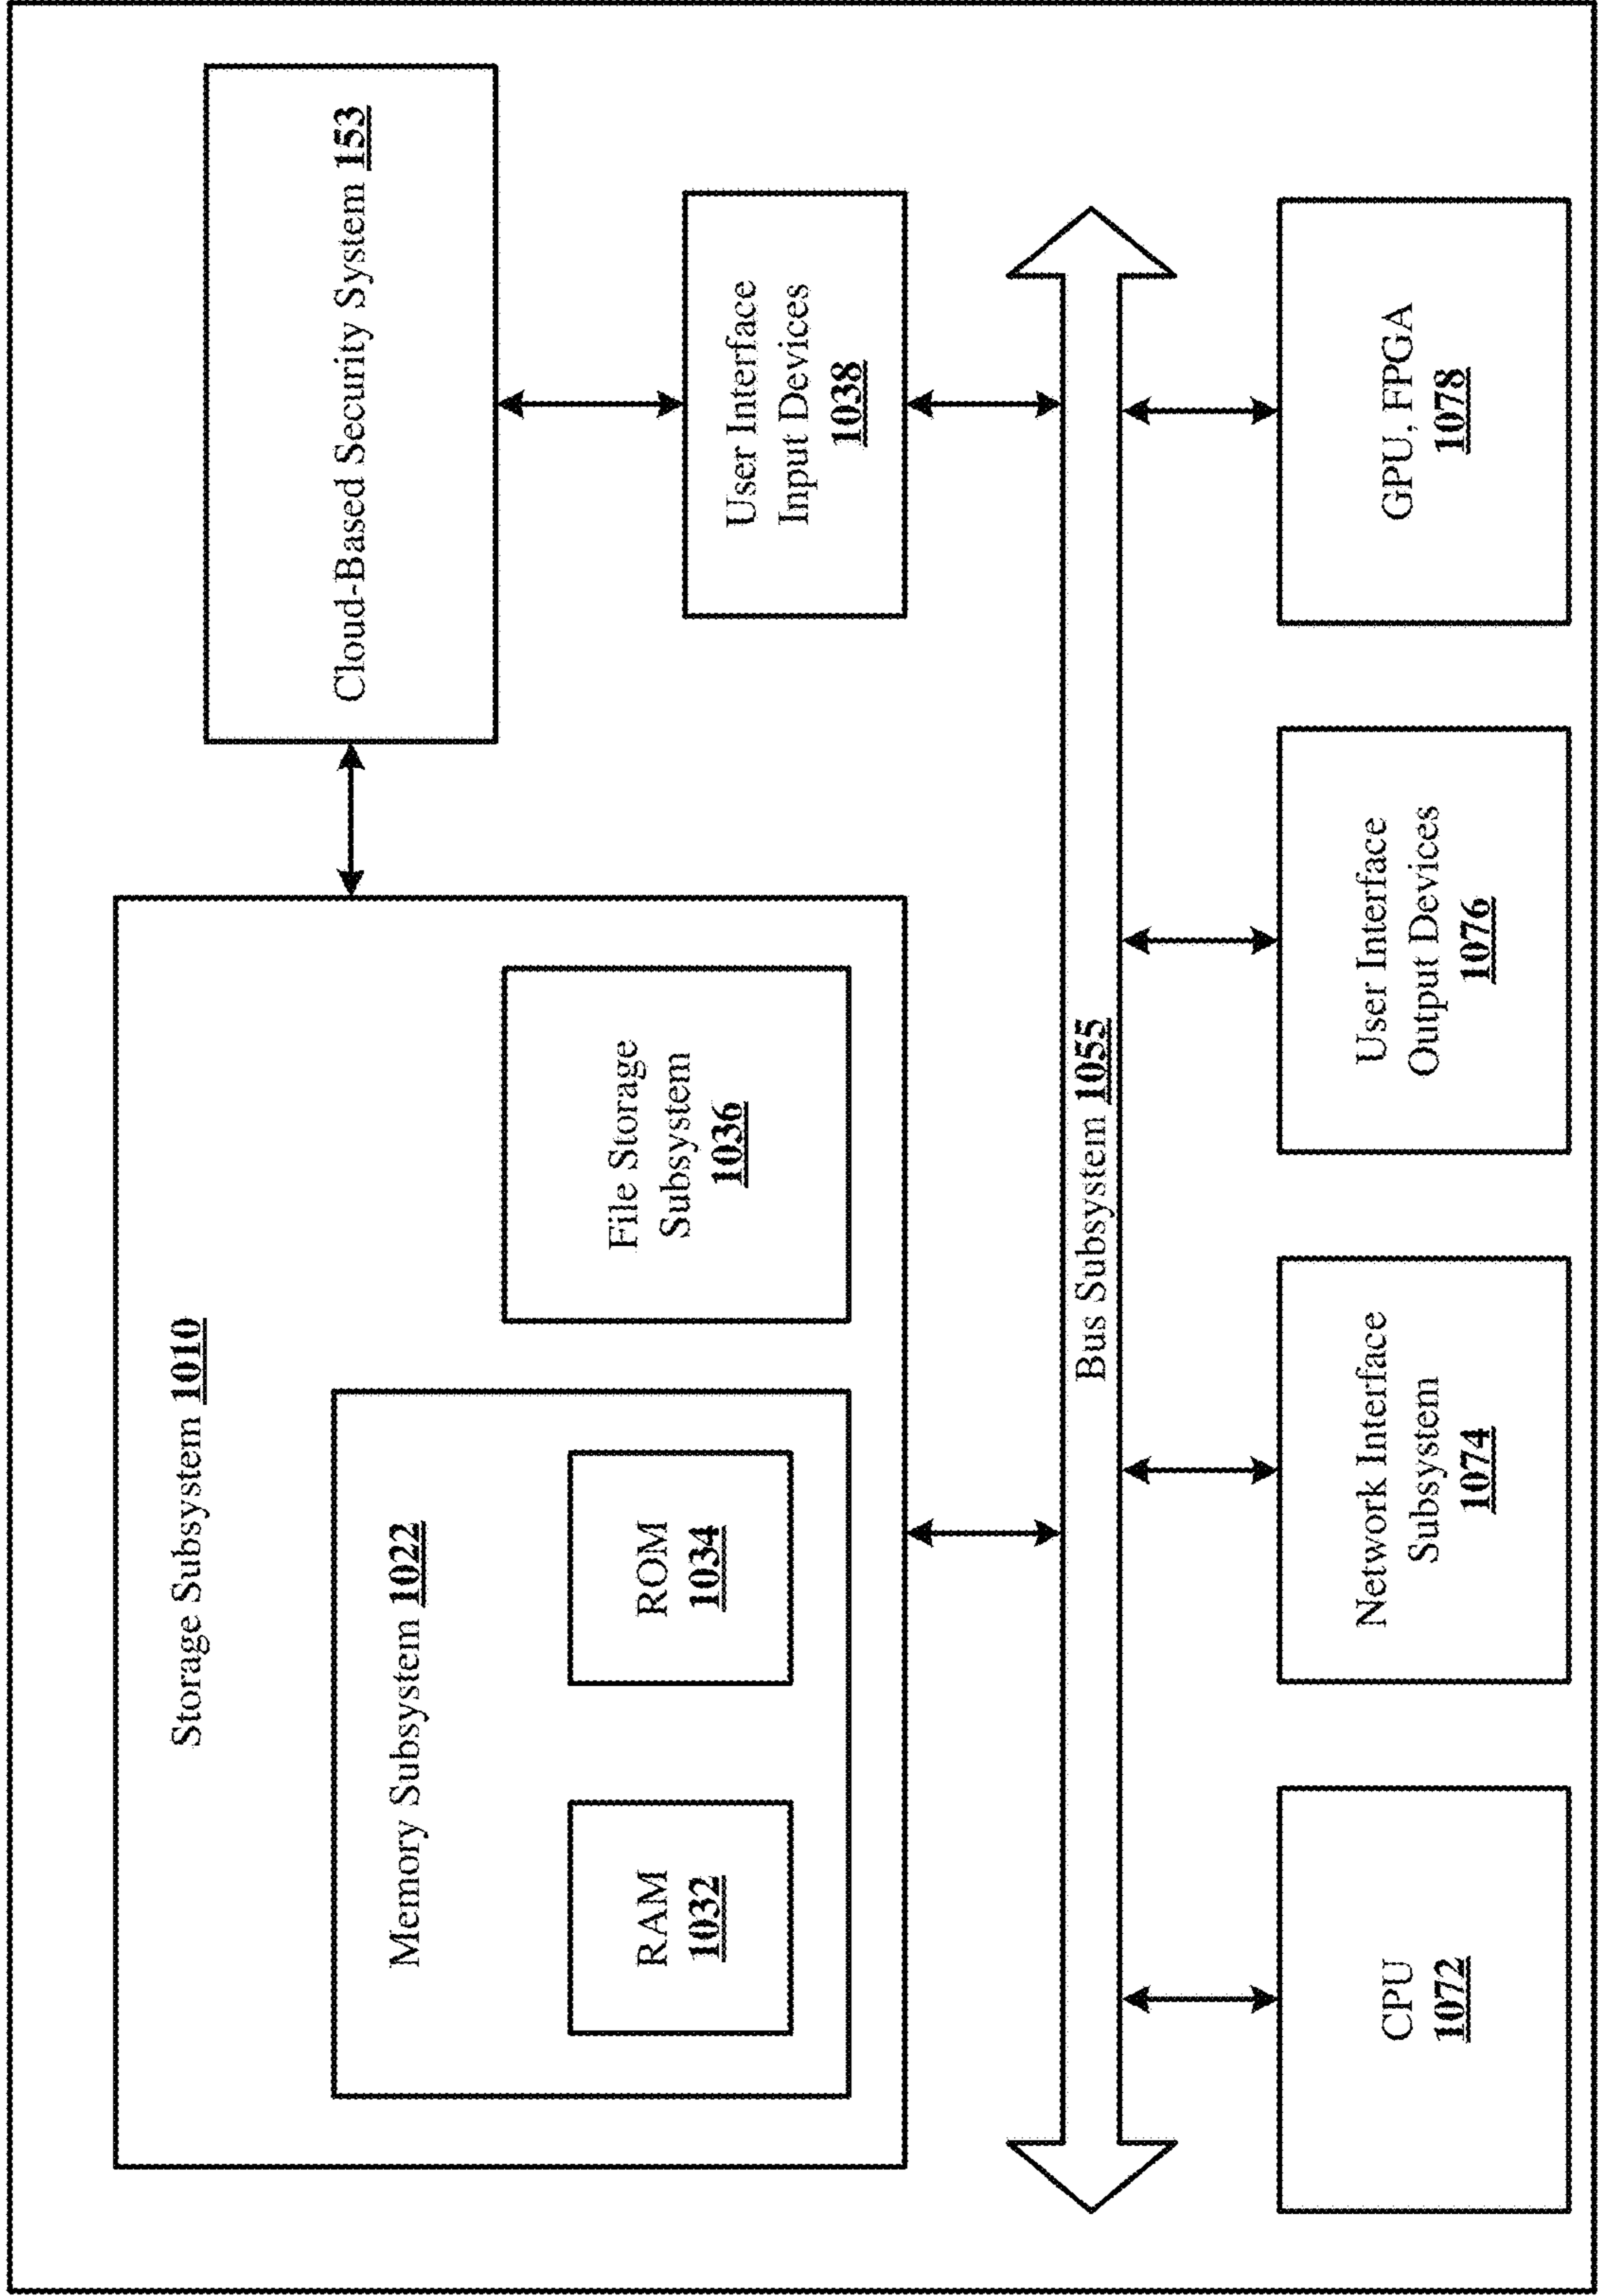 Storage Subsystem 1010
Cloud-Based Security System 153
Memory Subsystem 1022
File Storage
Subsystem
1036
RAM
1032
ROM
1034
User Interface
Input Devices
1038
Bus Subsystem 1055
CPU
1072
Network Interface
Subsystem
1074
User Interface
Output Devices
1076
GPU, FPGA
1078